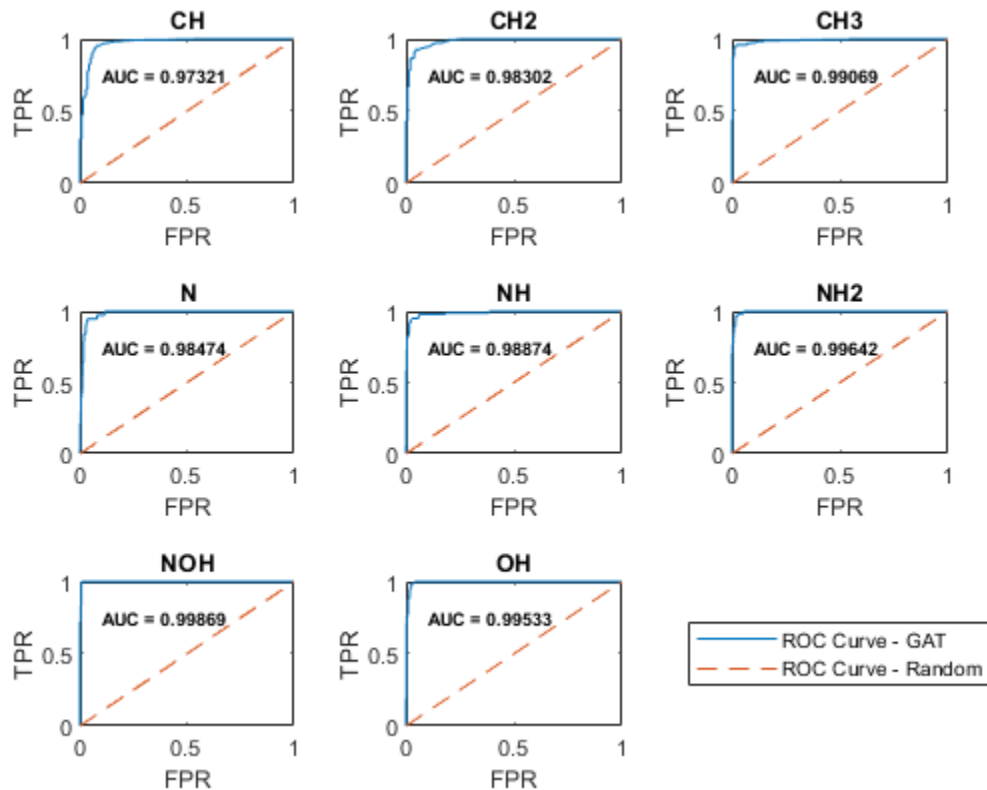 CH
1
0.5
0
TPR
AUC = 0.97321
0
0.5
1
FPR
CH2
1
0.5
0
TPR
AUC = 0.98302
0
0.5
1
FPR
CH3
1
0.5
0
TPR
AUC = 0.99069
0
0.5
1
FPR
N
1
0.5
0
TPR
AUC = 0.98474
0
0.5
1
FPR
NH
1
0.5
0
TPR
AUC = 0.98874
0
0.5
1
FPR
NH2
1
0.5
0
TPR
AUC = 0.99642
0
0.5
1
FPR
NOH
1
0.5
0
TPR
AUC = 0.99869
0
0.5
1
FPR
OH
1
0.5
0
TPR
AUC = 0.99533
0
0.5
1
FPR
ROC Curve - GAT
ROC Curve - Random